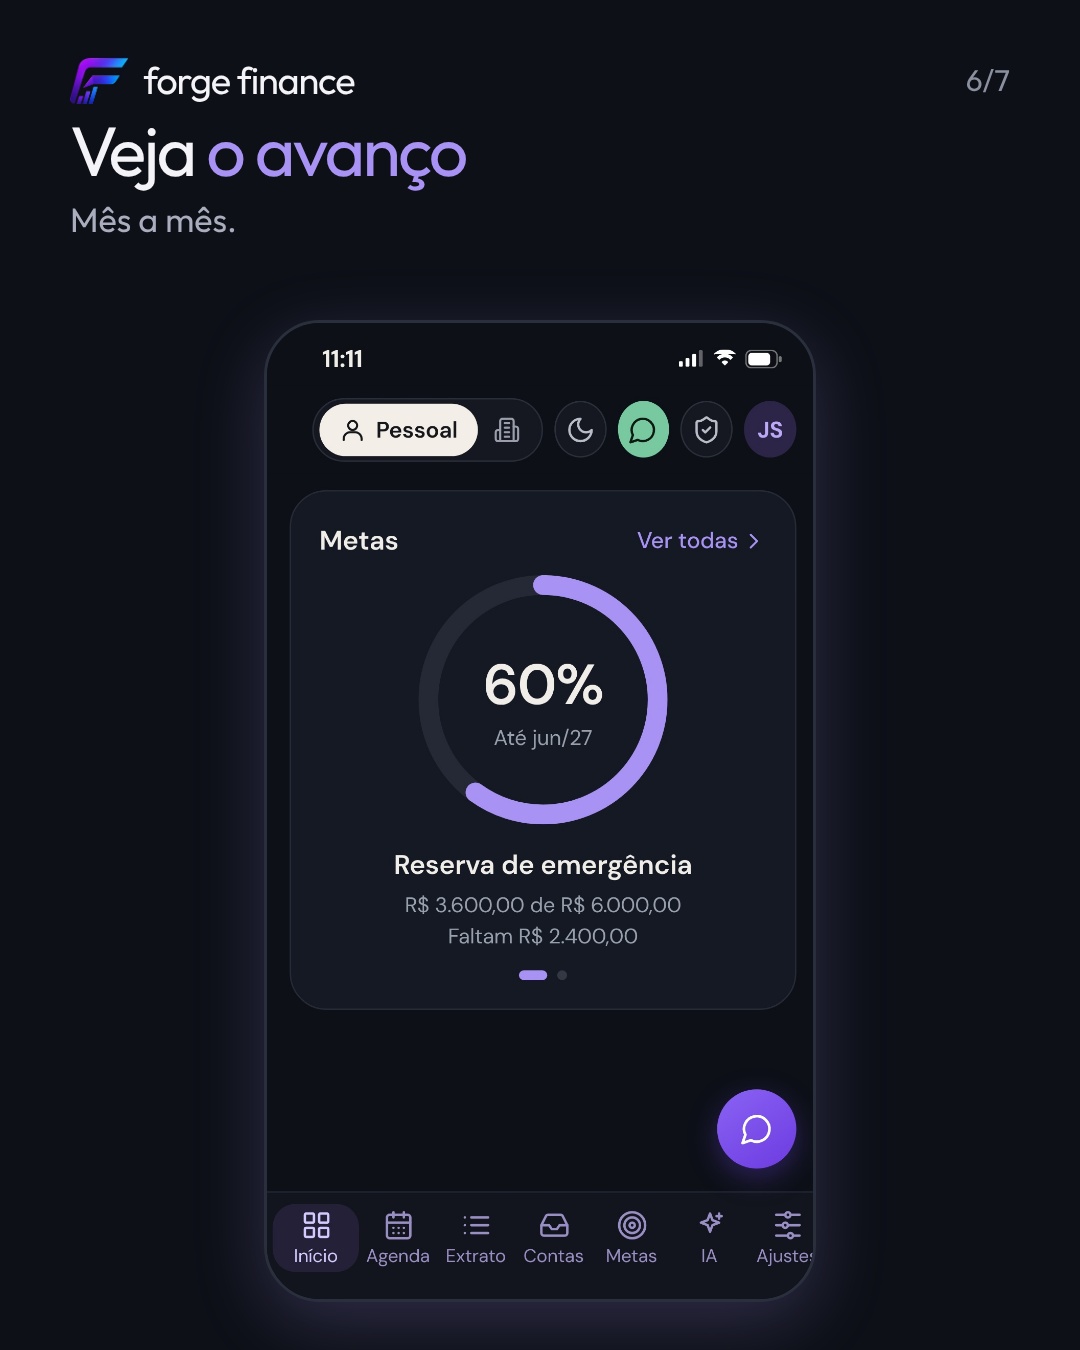 forge finance
6/7
Veja o avanço
Mês a mês.
11:11
Pessoal
JS
Metas
Ver todas
60%
Até jun/27
Reserva de emergência
R$ 3.600,00 de R$ 6.000,00
Faltam R$ 2.400,00
Início
Agenda
Extrato
Contas
Metas
IA
Ajustes